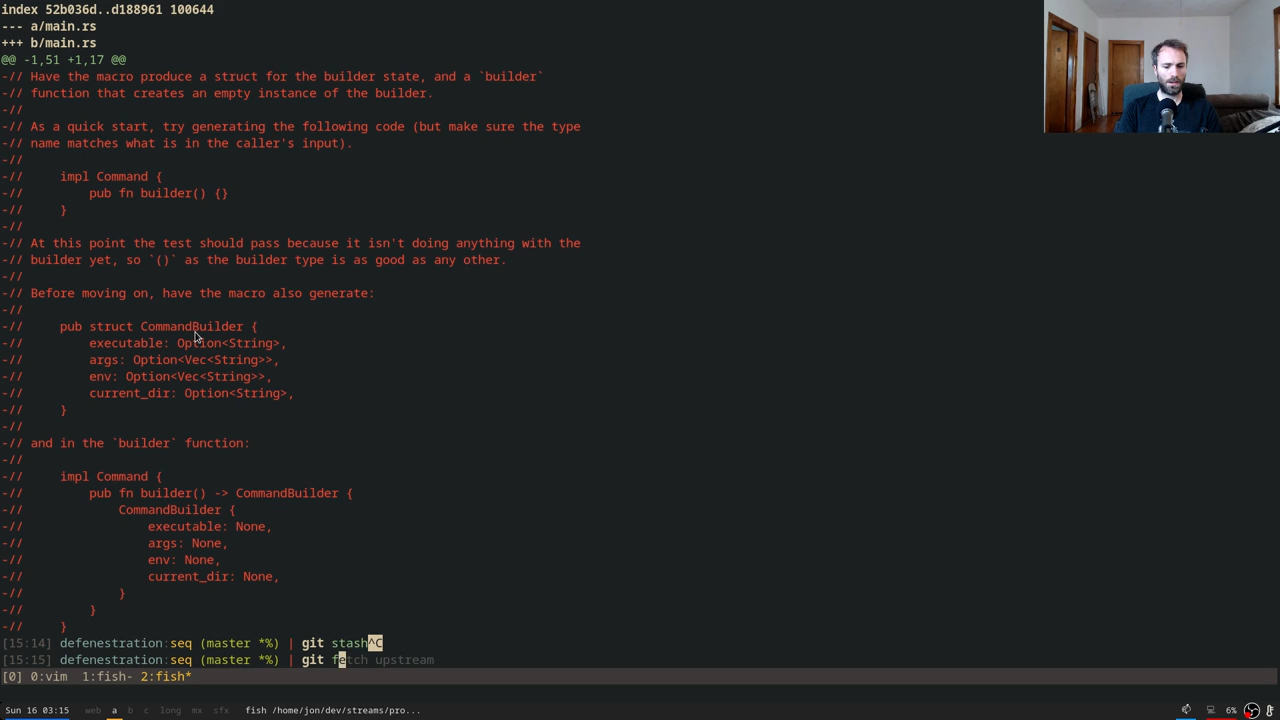 index 52b036d..d188961 100644
--- a/main.rs
+++ b/main.rs
@@ -1,51 +1,17 @@
-// Have the macro produce a struct for the builder state, and a `builder`
-// function that creates an empty instance of the builder.
-//
-// As a quick start, try generating the following code (but make sure the type
-// name matches what is in the caller's input).
-//
-//     impl Command {
-//         pub fn builder() {}
-//     }
-//
-// At this point the test should pass because it isn't doing anything with the
-// builder yet, so `()` as the builder type is as good as any other.
-//
-// Before moving on, have the macro also generate:
-//
-//     pub struct CommandBuilder {
-//         executable: Option<String>,
-//         args: Option<Vec<String>>,
-//         env: Option<Vec<String>>,
-//         current_dir: Option<String>,
-//     }
-//
-// and in the `builder` function:
-//
-//     impl Command {
-//         pub fn builder() -> CommandBuilder {
-//             CommandBuilder {
-//                 executable: None,
-//                 args: None,
-//                 env: None,
-//                 current_dir: None,
-//             }
-//         }
-//     }
[15:14] defenestration:seq (master *%) | git stash^C
[15:15] defenestration:seq (master *%) | git fetch upstream
[0] 0:vim  1:fish- 2:fish*
Sun 16 03:15 web a b c long mx sfx fish /home/jon/dev/streams/pro... 6%